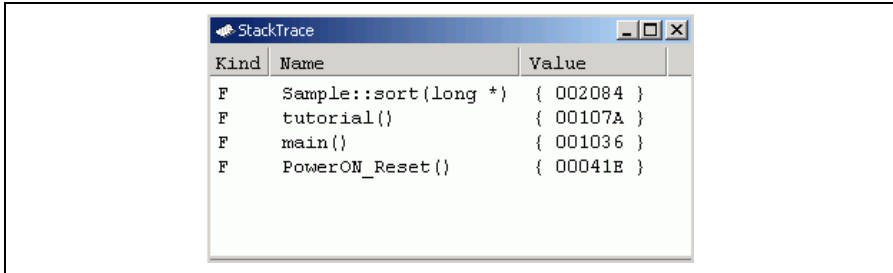 StackTrace
Kind Name Value
F Sample::sort(long *) { 002084 }
F tutorial() { 00107A }
F main() { 001036 }
F PowerON_Reset() { 00041E }